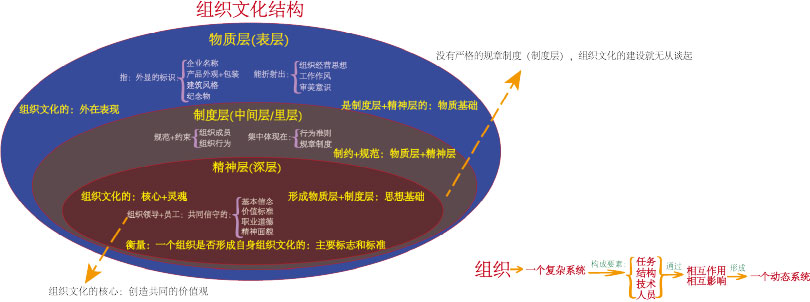 组织文化结构
物质层(表层)
指：外显的标识
企业名称
产品外观+包装
建筑风格
纪念物
能折射出：
组织经营思想
工作作风
审美意识
组织文化的：外在表现
是制度层+精神层的：物质基础
没有严格的规章制度（制度层），组织文化的建设就无从谈起
制度层(中间层/里层)
规范+约束
组织成员
组织行为
集中体现在：
行为准则
规章制度
制约+规范：物质层+精神层
精神层(深层)
组织文化的：核心+灵魂
形成物质层+制度层：思想基础
组织领导+员工：共同信守的：
基本信念
价值标准
职业道德
精神面貌
衡量：一个组织是否形成自身组织文化的：主要标志和标准
组织文化的核心：创造共同的价值观
组织
一个复杂系统
构成要素：
任务
结构
技术
人员
通过
相互作用
相互影响
形成
一个动态系统